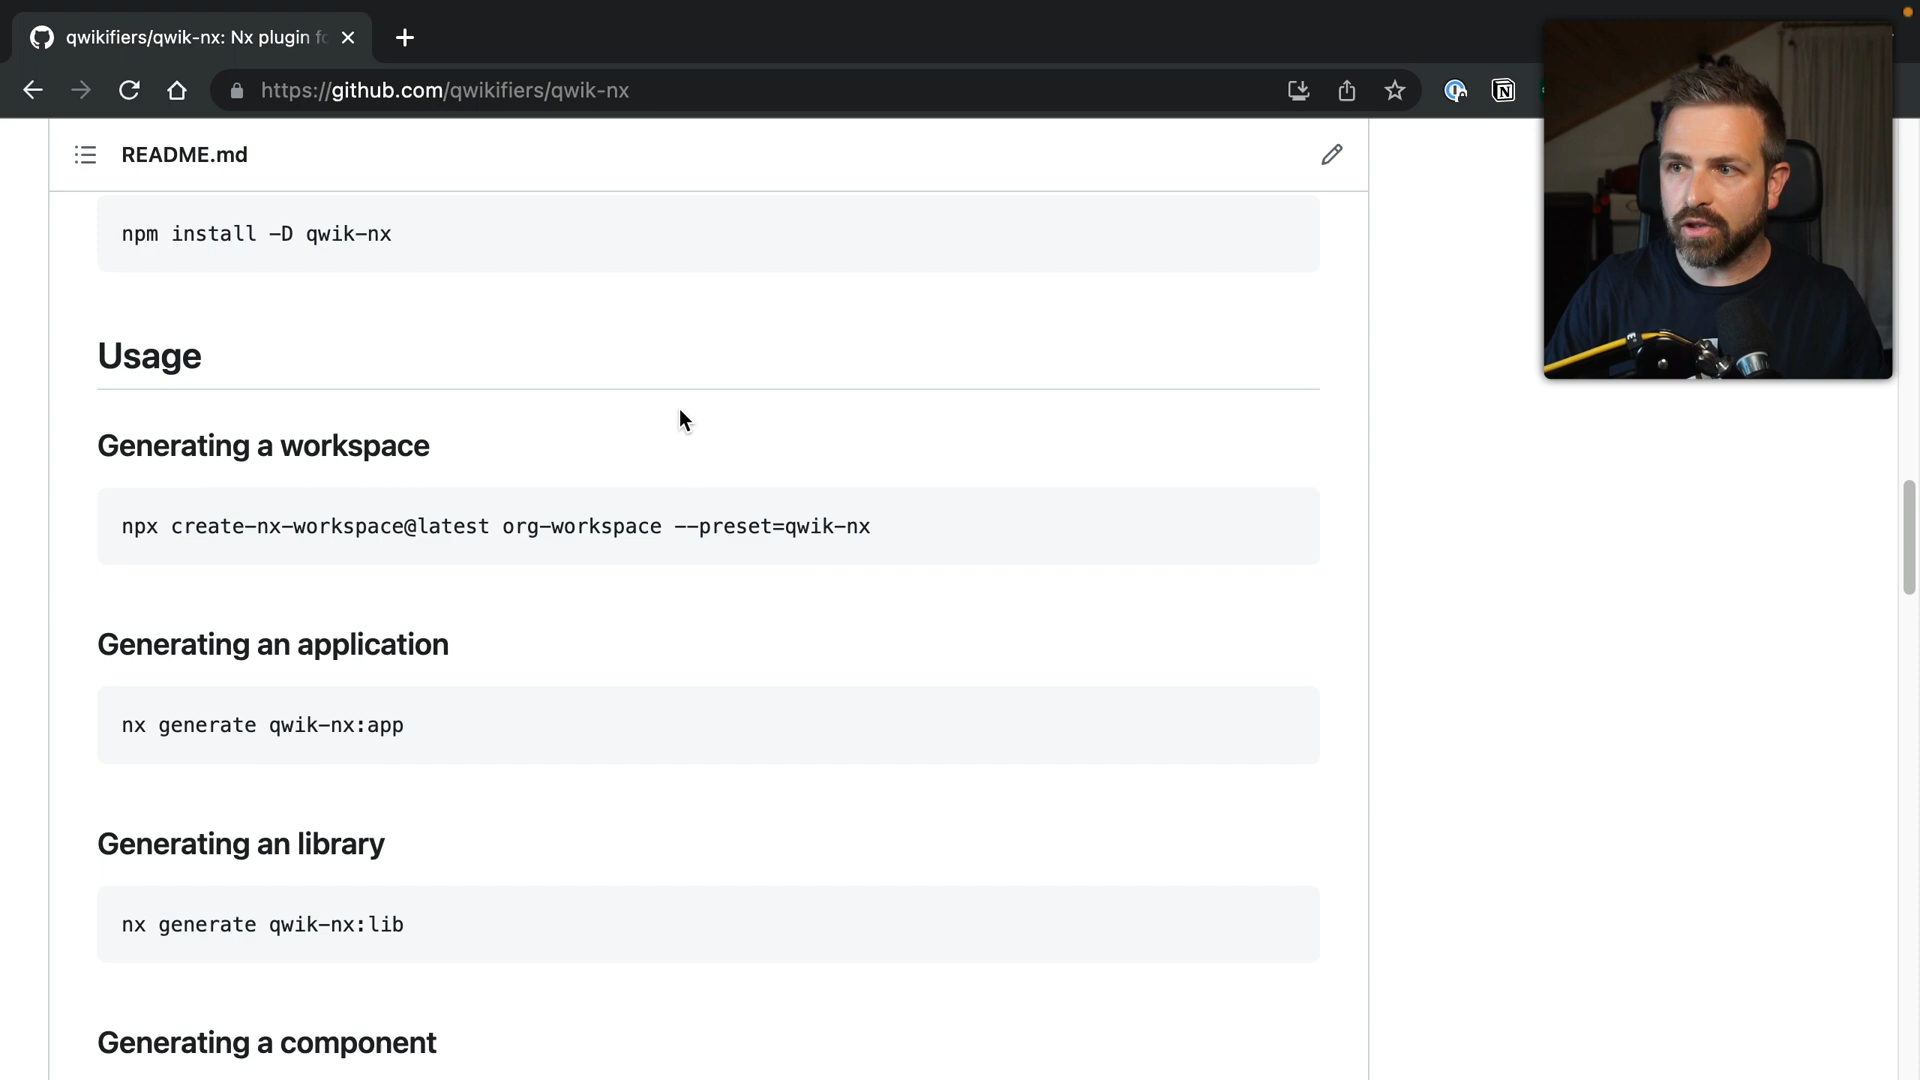 qwikifiers/qwik-nx: Nx plugin fo
https://github.com/qwikifiers/qwik-nx
README.md
npm install -D qwik-nx
Usage
Generating a workspace
npx create-nx-workspace@latest org-workspace --preset=qwik-nx
Generating an application
nx generate qwik-nx:app
Generating an library
nx generate qwik-nx:lib
Generating a component